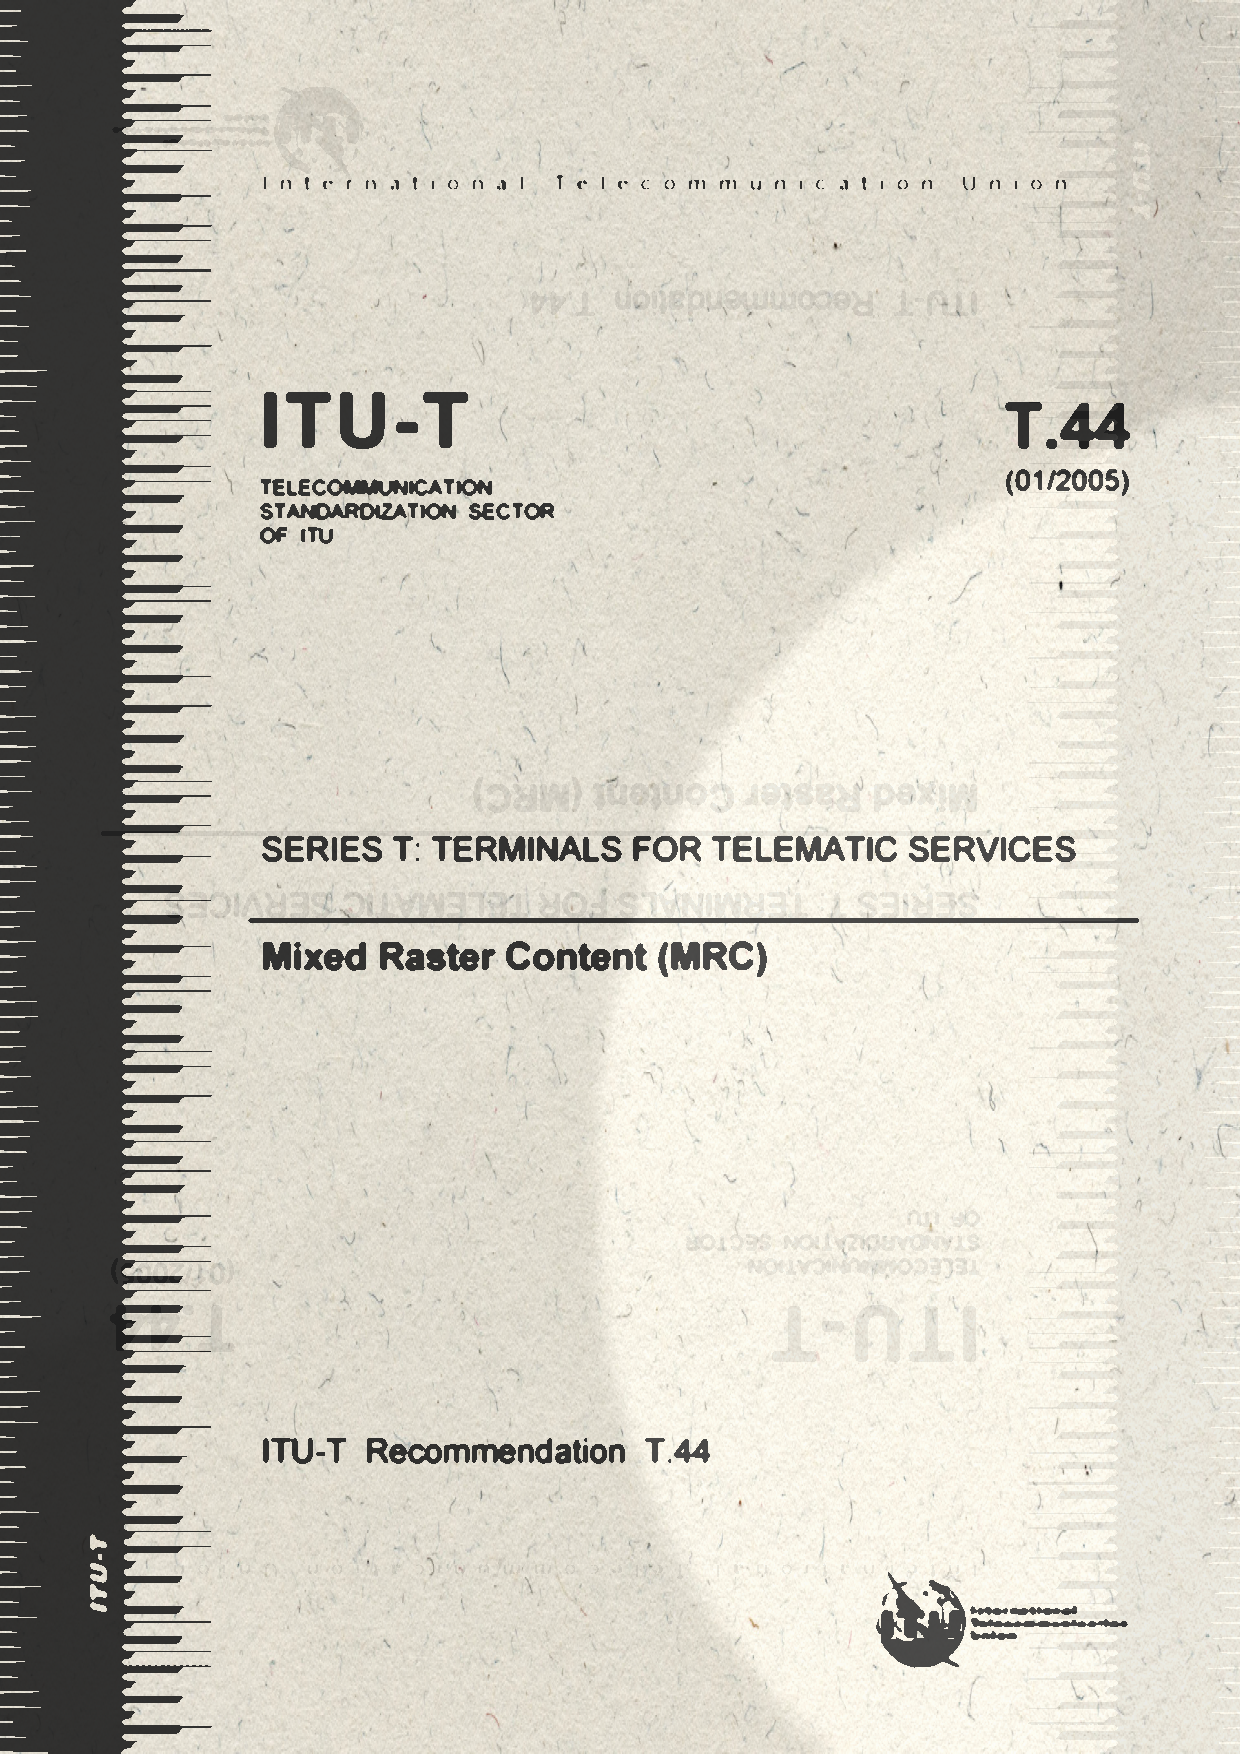 International Telecommunication Union
ITU-T
T.44
TELECOMMUNICATION
STANDARDIZATION SECTOR
OF ITU
(01/2005)
SERIES T: TERMINALS FOR TELEMATIC SERVICES
Mixed Raster Content (MRC)
ITU-T Recommendation T.44
ITU-T
International
Telecommunication
Union